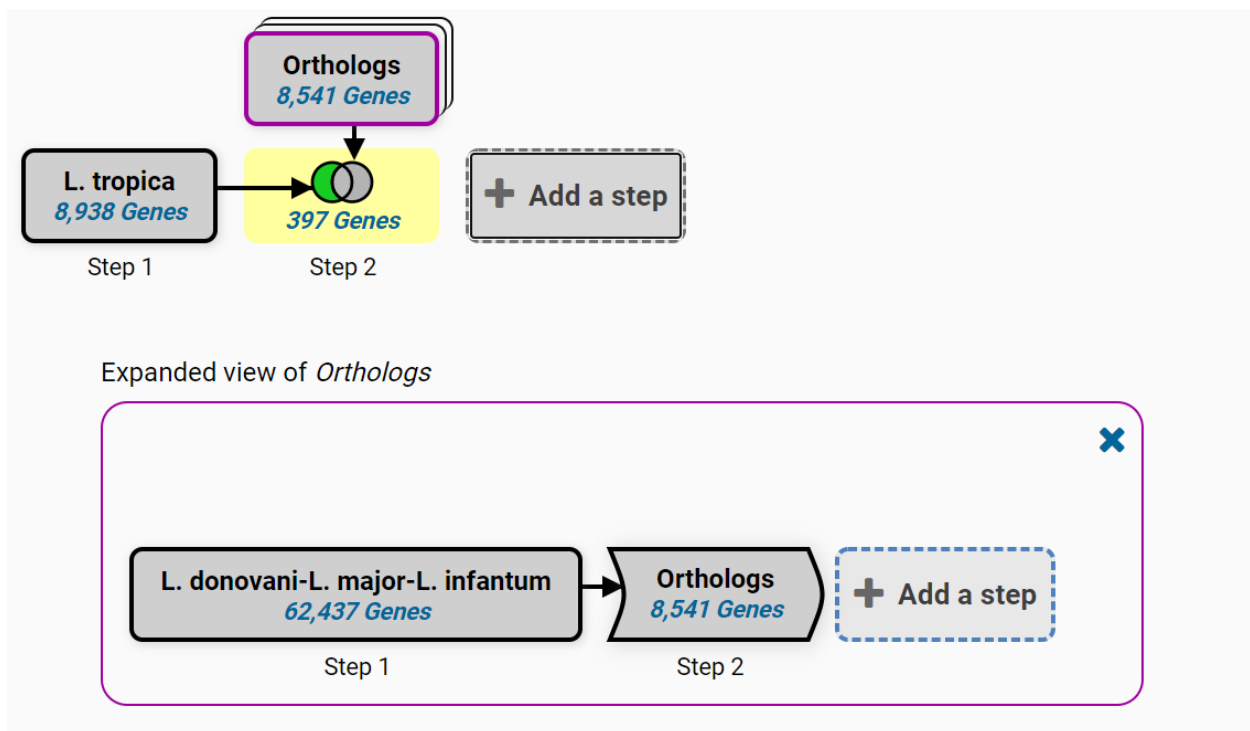 Orthologs
8,541 Genes
L. tropica
8,938 Genes
397 Genes
Add a step
Step 1
Step 2
Expanded view of Orthologs
L. donovani-L. major-L. infantum
62,437 Genes
Orthologs
8,541 Genes
Add a step
Step 1
Step 2